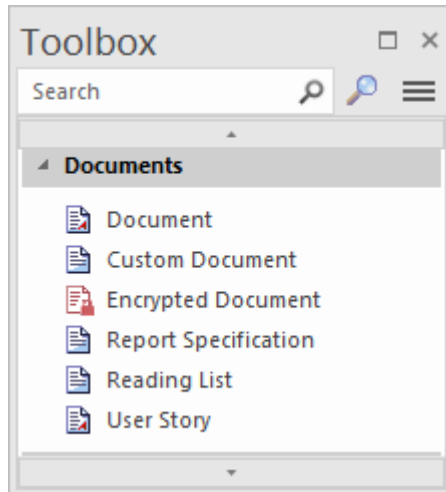 Toolbox
Search
Documents
Document
Custom Document
Encrypted Document
Report Specification
Reading List
User Story